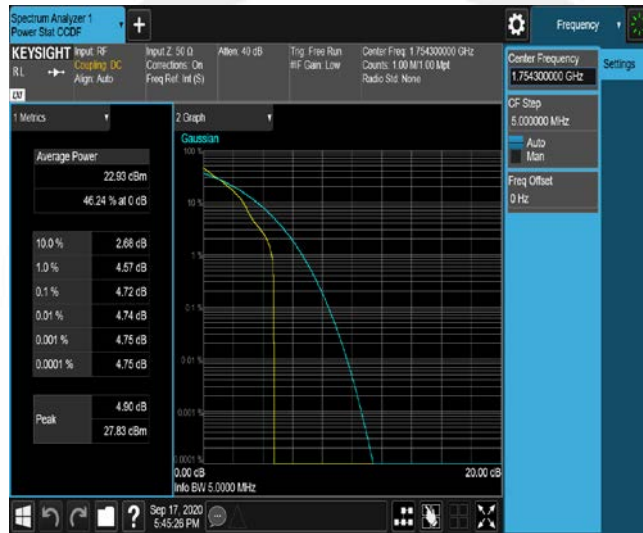 Spectrum Analyzer 1
Power Stat CCDF
+
Frequency
KEYSIGHT
RL
Input: RF
Coupling: DC
Align: Auto
Input Z: 50 Ω
Corrections: On
Freq Ref: Int (S)
Atten: 40 dB
Trig: Free Run
#IF Gain: Low
Center Freq: 1.754300000 GHz
Counts: 1.00 M/1.00 Mpt
Radio Std: None
Center Frequency
1.754300000 GHz
Settings
CF Step
5.000000 MHz
Auto
Man
Freq Offset
0 Hz
1 Metrics
2 Graph
Gaussian
Average Power
22.93 dBm
46.24 % at 0 dB
10.0 % 2.66 dB
1.0 % 4.57 dB
0.1 % 4.72 dB
0.01 % 4.74 dB
0.001 % 4.75 dB
0.0001 % 4.75 dB
Peak
4.90 dB
27.83 dBm
100 %
10 %
1 %
0.1 %
0.01 %
0.001 %
0.0001 %
0.00 dB
20.00 dB
Info BW 5.0000 MHz
?
Sep 17, 2020
5:45:26 PM